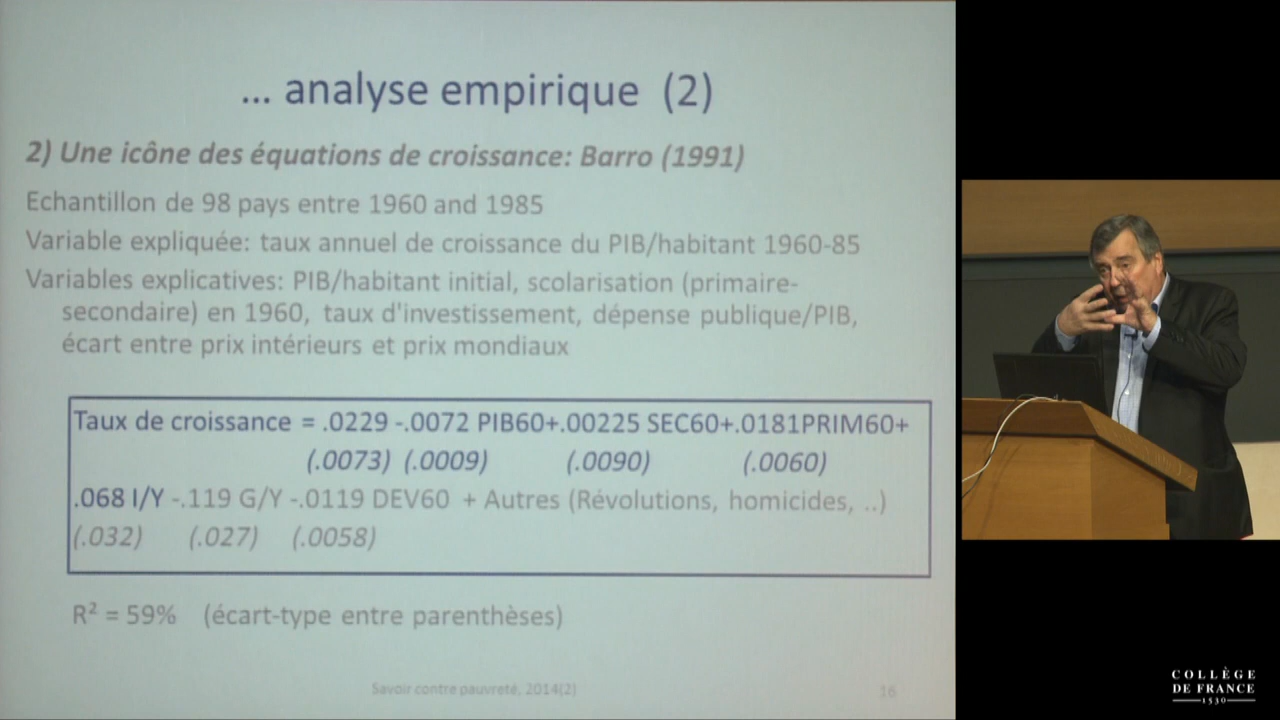 ... analyse empirique (2)
2) Une icône des équations de croissance: Barro (1991)
Echantillon de 98 pays entre 1960 and 1985
Variable expliquée: taux annuel de croissance du PIB/habitant 1960-85
Variables explicatives: PIB/habitant initial, scolarisation (primaire-
secondaire) en 1960, taux d'investissement, dépense publique/PIB,
écart entre prix intérieurs et prix mondiaux
Taux de croissance = .0229 -.0072 PIB60+.00225 SEC60+.0181PRIM60+
(.0073) (.0009) (.0090) (.0060)
.068 I/Y -.119 G/Y -.0119 DEV60 + Autres (Révolutions, homicides, ..)
(.032) (.027) (.0058)
R² = 59% (écart-type entre parenthèses)
Savoir contre pauvreté, 2014(2)
16
COLLÈGE
DE FRANCE
1530